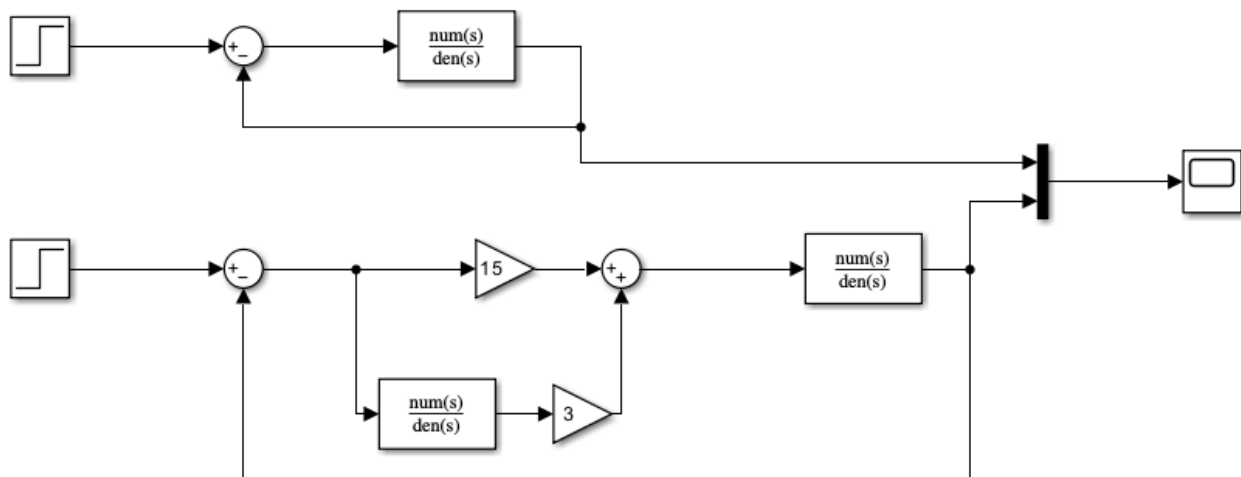 num(s)
den(s)
+
-
15
+
-
+
+
num(s)
den(s)
num(s)
den(s)
3